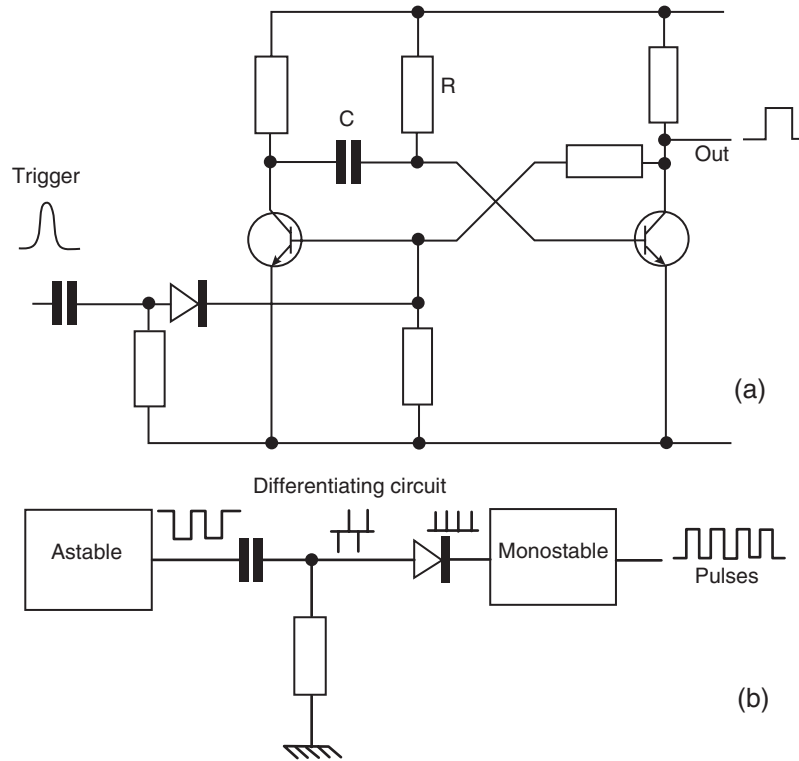 R
C
Out
Trigger
(a)
Differentiating circuit
Astable
Monostable
Pulses
(b)